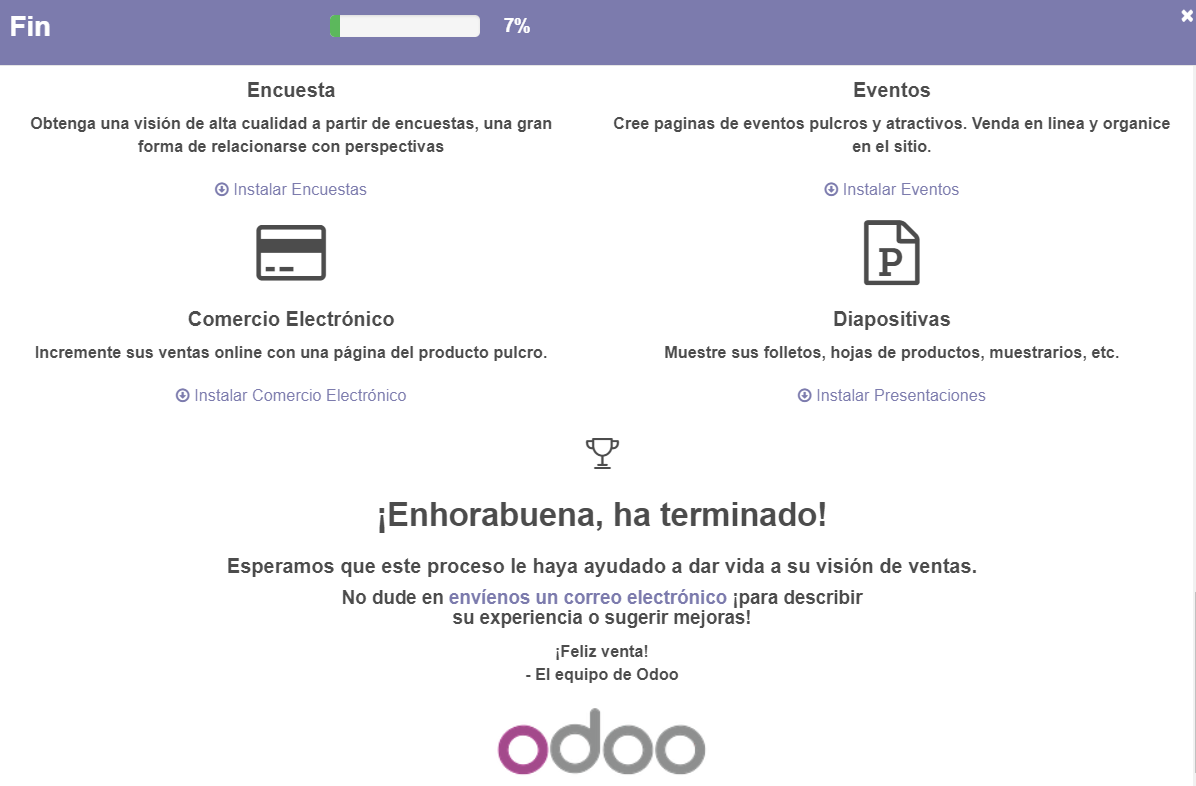 Fin
7%
Encuesta
Obtenga una visión de alta cualidad a partir de encuestas, una gran
forma de relacionarse con perspectivas
Instalar Encuestas
Eventos
Cree paginas de eventos pulcros y atractivos. Venda en linea y organice
en el sitio.
Instalar Eventos
Comercio Electrónico
Incremente sus ventas online con una página del producto pulcro.
Instalar Comercio Electrónico
P
Diapositivas
Muestre sus folletos, hojas de productos, muestrarios, etc.
Instalar Presentaciones
¡Enhorabuena, ha terminado!
Esperamos que este proceso le haya ayudado a dar vida a su visión de ventas.
No dude en envíenos un correo electrónico ¡para describir
su experiencia o sugerir mejoras!
¡Feliz venta!
- El equipo de Odoo
odoo